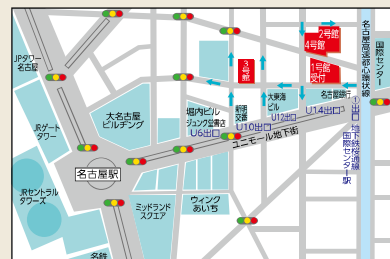 JPタワー
名古屋
JRゲート
タワー
JRセントラル
タワーズ
名古屋駅
大名古屋
ビルヂング
堀内ビル
ジュンク堂書店
U6出口
ミッドランド
スクエア
ウィンク
あいち
名鉄
3
号
館
U10出口
ユニモール地下街
大東海
ビル
U12出口
2号館
4号館
1号館
受付
名古屋銀行
U14出口
①出口
地下鉄桜通線
国際センター駅
名古屋高速都心環状線
国際センター